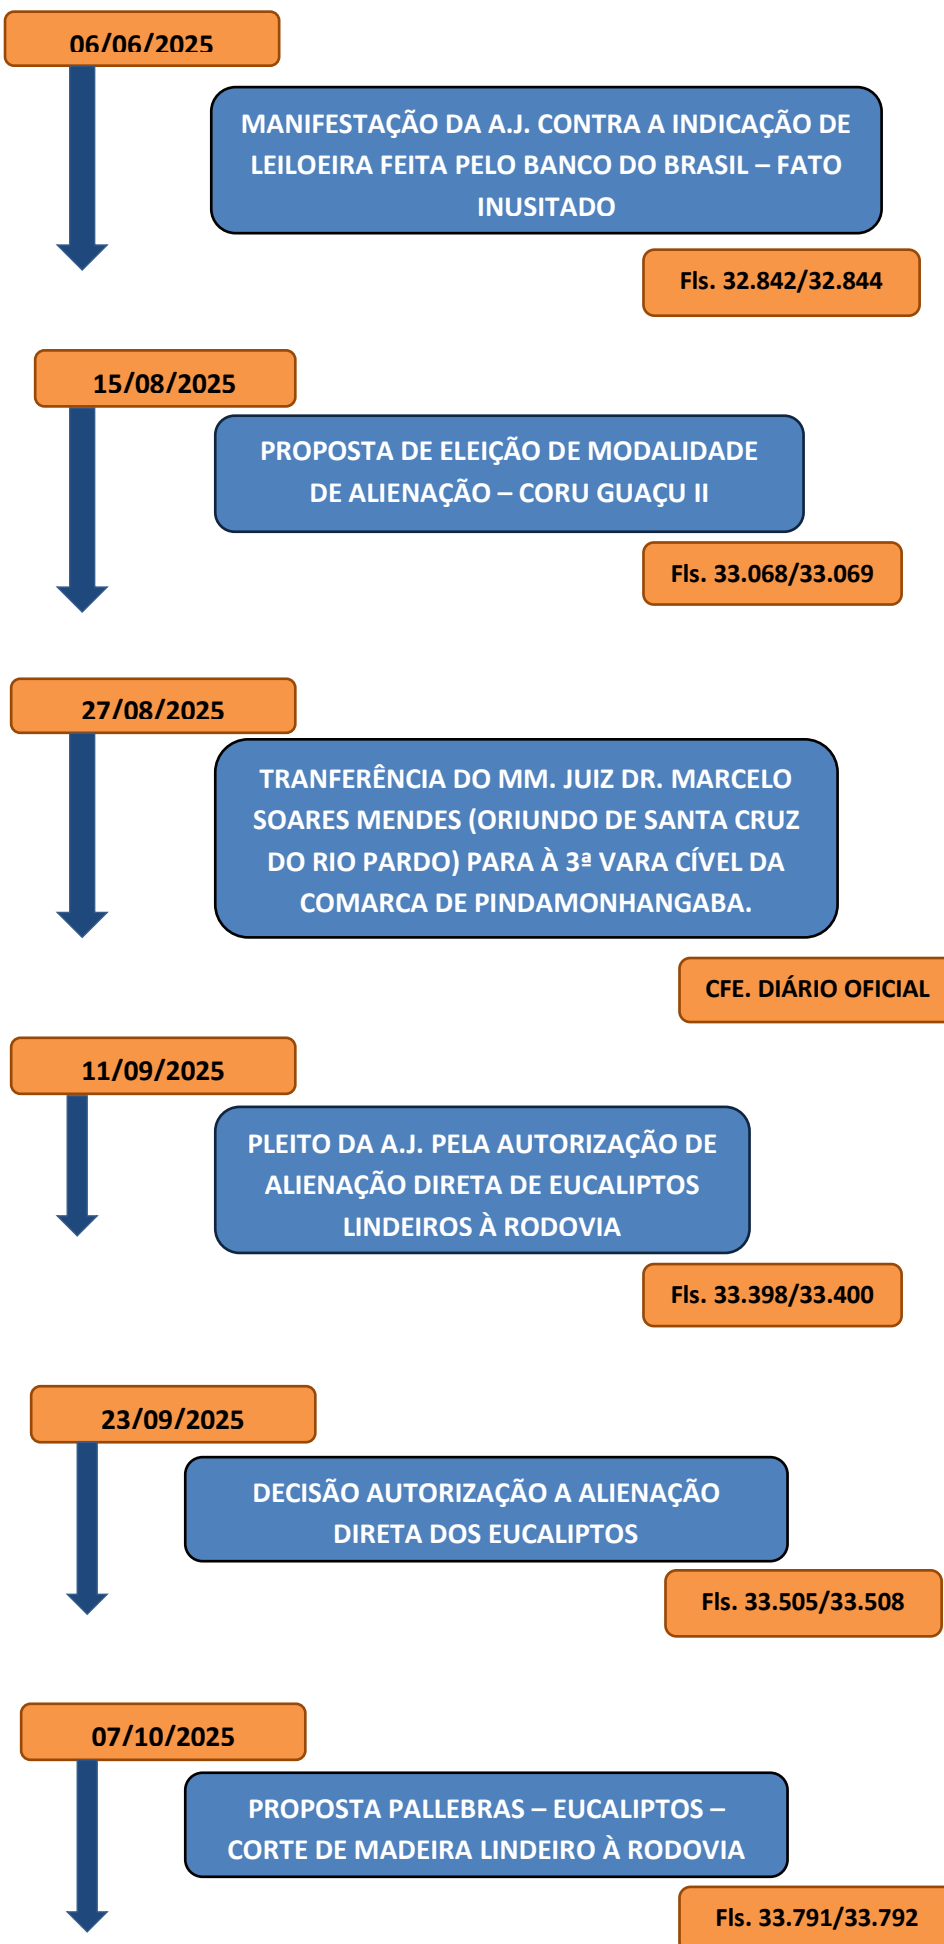 06/06/2025
MANIFESTAÇÃO DA A.J. CONTRA A INDICAÇÃO DE
LEILOEIRA FEITA PELO BANCO DO BRASIL – FATO
INUSITADO
Fls. 32.842/32.844
15/08/2025
PROPOSTA DE ELEIÇÃO DE MODALIDADE
DE ALIENAÇÃO – CORU GUAÇU II
Fls. 33.068/33.069
27/08/2025
TRANFERÊNCIA DO MM. JUIZ DR. MARCELO
SOARES MENDES (ORIUNDO DE SANTA CRUZ
DO RIO PARDO) PARA À 3ª VARA CÍVEL DA
COMARCA DE PINDAMONHANGABA.
CFE. DIÁRIO OFICIAL
11/09/2025
PLEITO DA A.J. PELA AUTORIZAÇÃO DE
ALIENAÇÃO DIRETA DE EUCALIPTOS
LINDEIROS À RODOVIA
Fls. 33.398/33.400
23/09/2025
DECISÃO AUTORIZAÇÃO A ALIENAÇÃO
DIRETA DOS EUCALIPTOS
Fls. 33.505/33.508
07/10/2025
PROPOSTA PALLEBRAS – EUCALIPTOS –
CORTE DE MADEIRA LINDEIRO À RODOVIA
Fls. 33.791/33.792